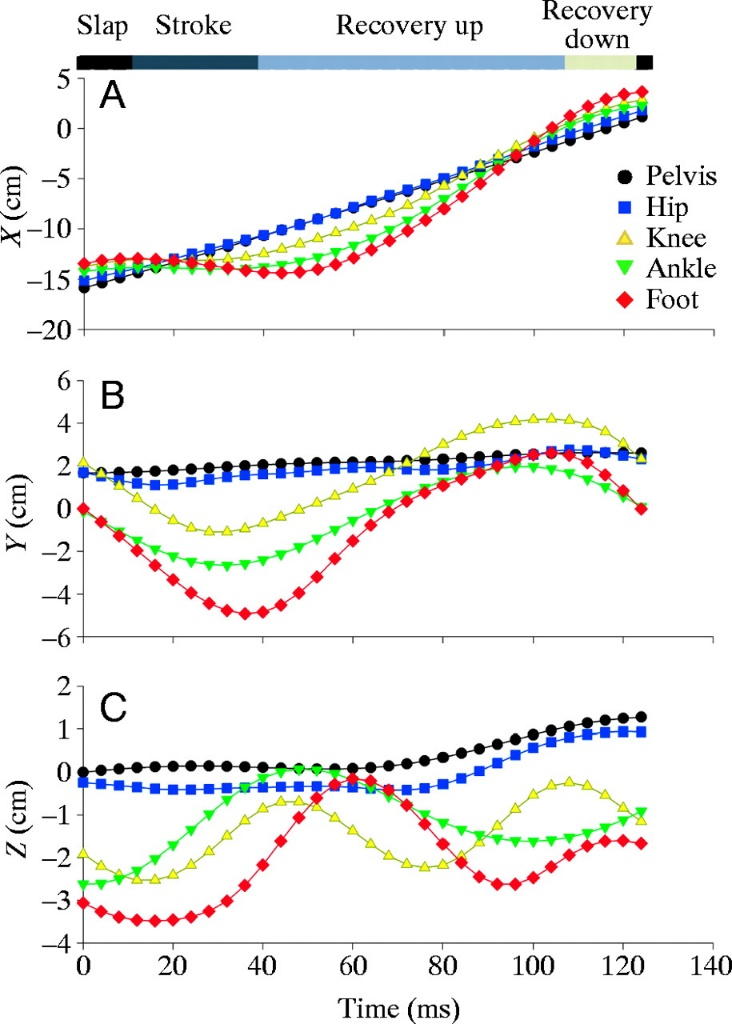 Recovery
Slap Stroke Recovery up down
A
5
0
–5
–10
–15
–20
X (cm)
Pelvis
Hip
Knee
Ankle
Foot
B
6
4
2
0
–2
–4
–6
Y (cm)
C
2
1
0
–1
–2
–3
–4
Z (cm)
0 20 40 60 80 100 120 140
Time (ms)